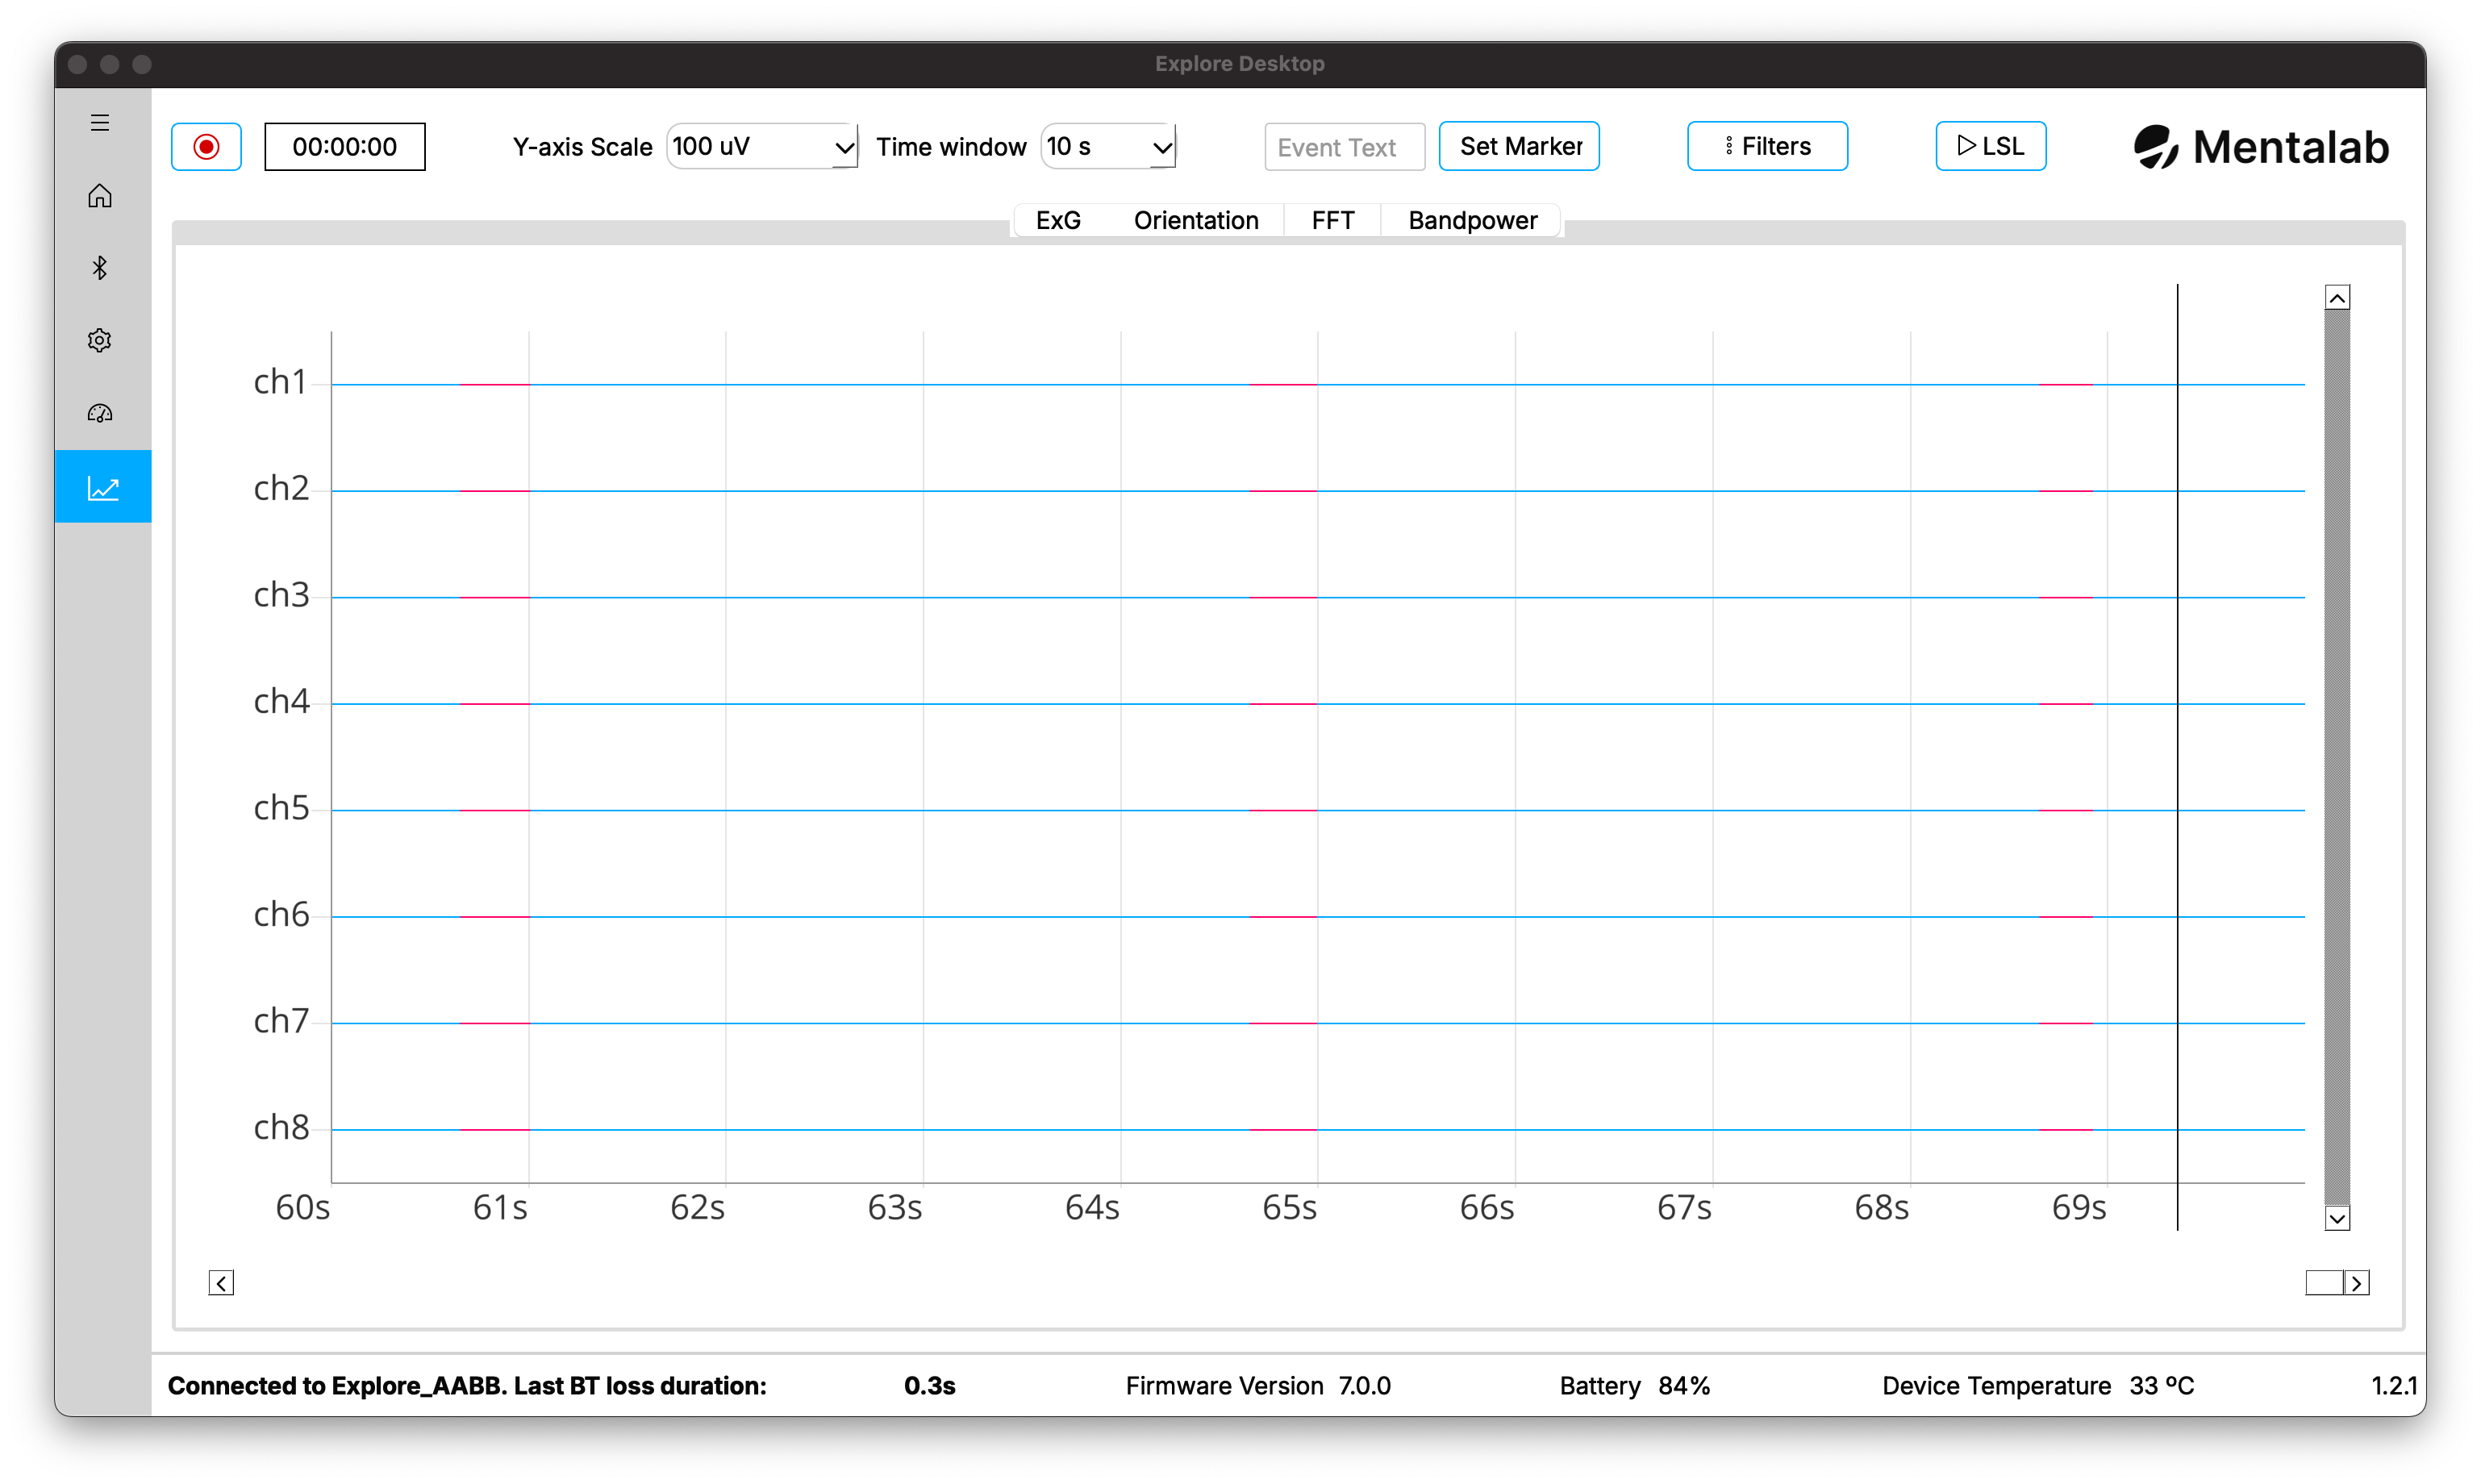 Explore Desktop
00:00:00 Y-axis Scale 100 uV Time window 10 s Event Text Set Marker Filters LSL Mentalab
ExG Orientation FFT Bandpower
ch1
ch2
ch3
ch4
ch5
ch6
ch7
ch8
60s 61s 62s 63s 64s 65s 66s 67s 68s 69s
Connected to Explore_AABB. Last BT loss duration: 0.3s Firmware Version 7.0.0 Battery 84% Device Temperature 33 ºC 1.2.1